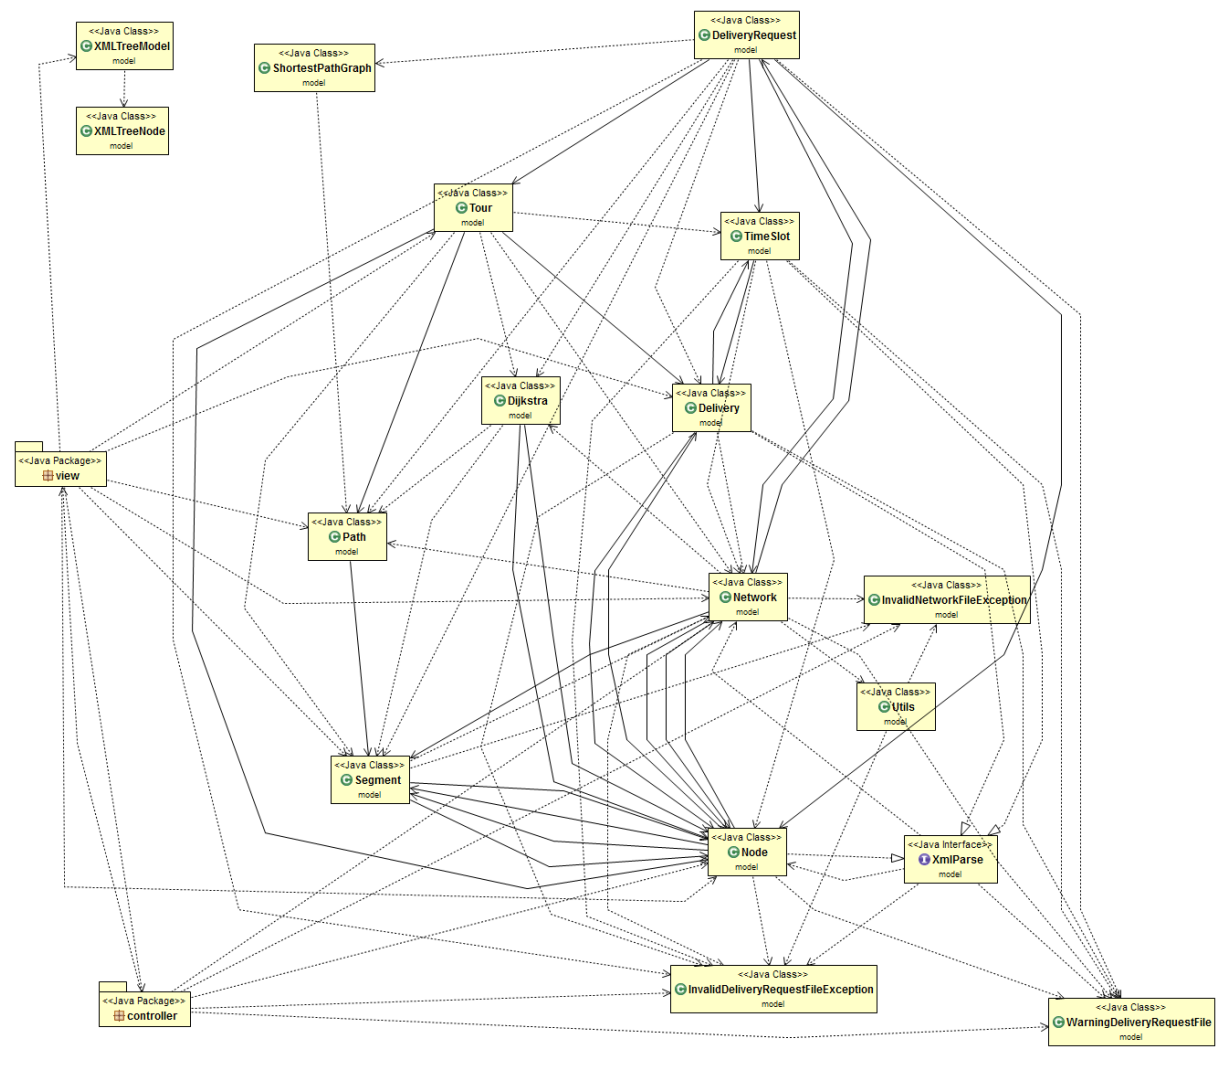 <<Java Class>>
DeliveryRequest
model
<<Java Class>>
XMLTreeModel
model
<<Java Class>>
ShortestPathGraph
model
<<Java Class>>
XMLTreeNode
model
<<Java Class>>
Tour
model
<<Java Class>>
TimeSlot
model
<<Java Class>>
Dijkstra
model
<<Java Class>>
Delivery
model
<<Java Package>>
view
<<Java Class>>
Path
model
<<Java Class>>
Network
model
<<Java Class>>
InvalidNetworkFileException
model
<<Java Class>>
Utils
model
<<Java Class>>
Segment
model
<<Java Class>>
Node
model
<<Java Interface>>
XmlParse
model
<<Java Class>>
InvalidDeliveryRequestFileException
model
<<Java Package>>
controller
<<Java Class>>
WarningDeliveryRequestFile
model